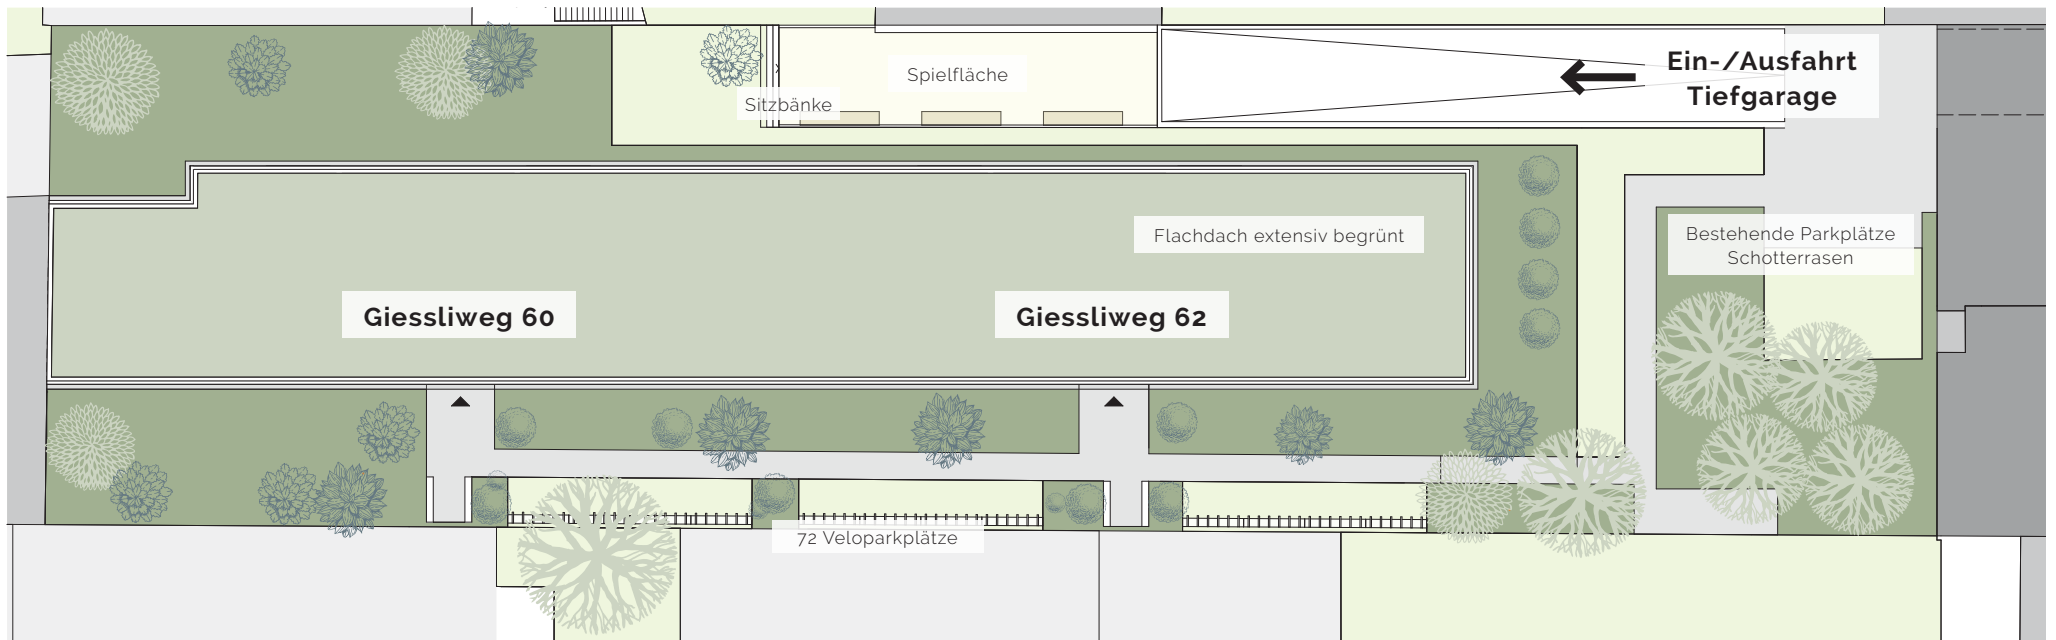 Spielfläche
Sitzbänke
Ein-/Ausfahrt
Tiefgarage
Flachdach extensiv begrünt
Bestehende Parkplätze
Schotterrasen
Giessliweg 60
Giessliweg 62
72 Veloparkplätze